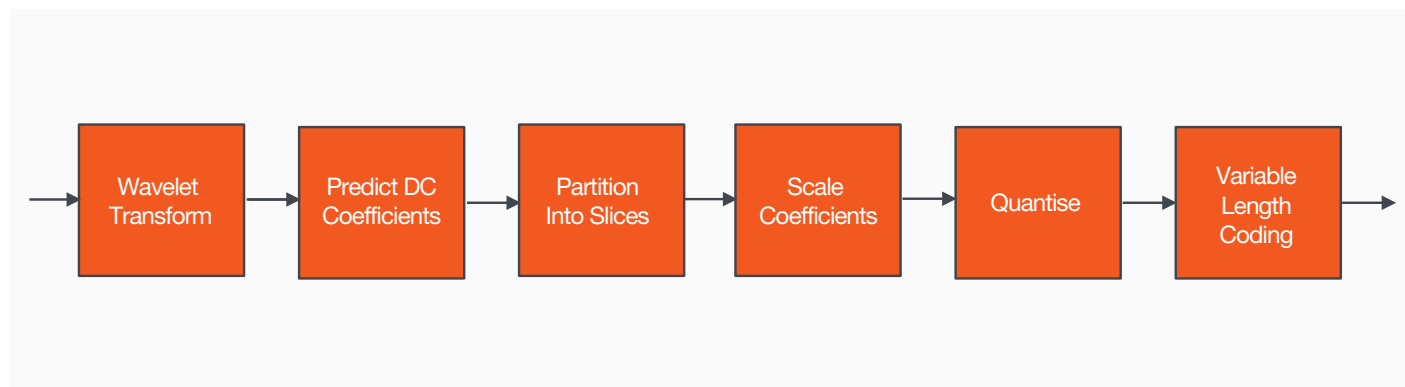 Wavelet
Transform
Predict DC
Coefficients
Partition
Into Slices
Scale
Coefficients
Quantise
Variable
Length
Coding